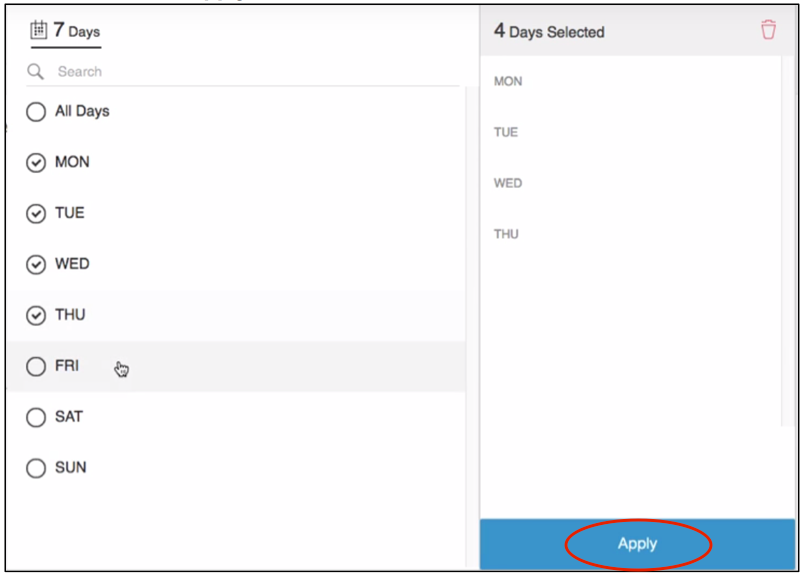 7 Days
Search
All Days
MON
TUE
WED
THU
FRI
SAT
SUN
4 Days Selected
MON
TUE
WED
THU
Apply